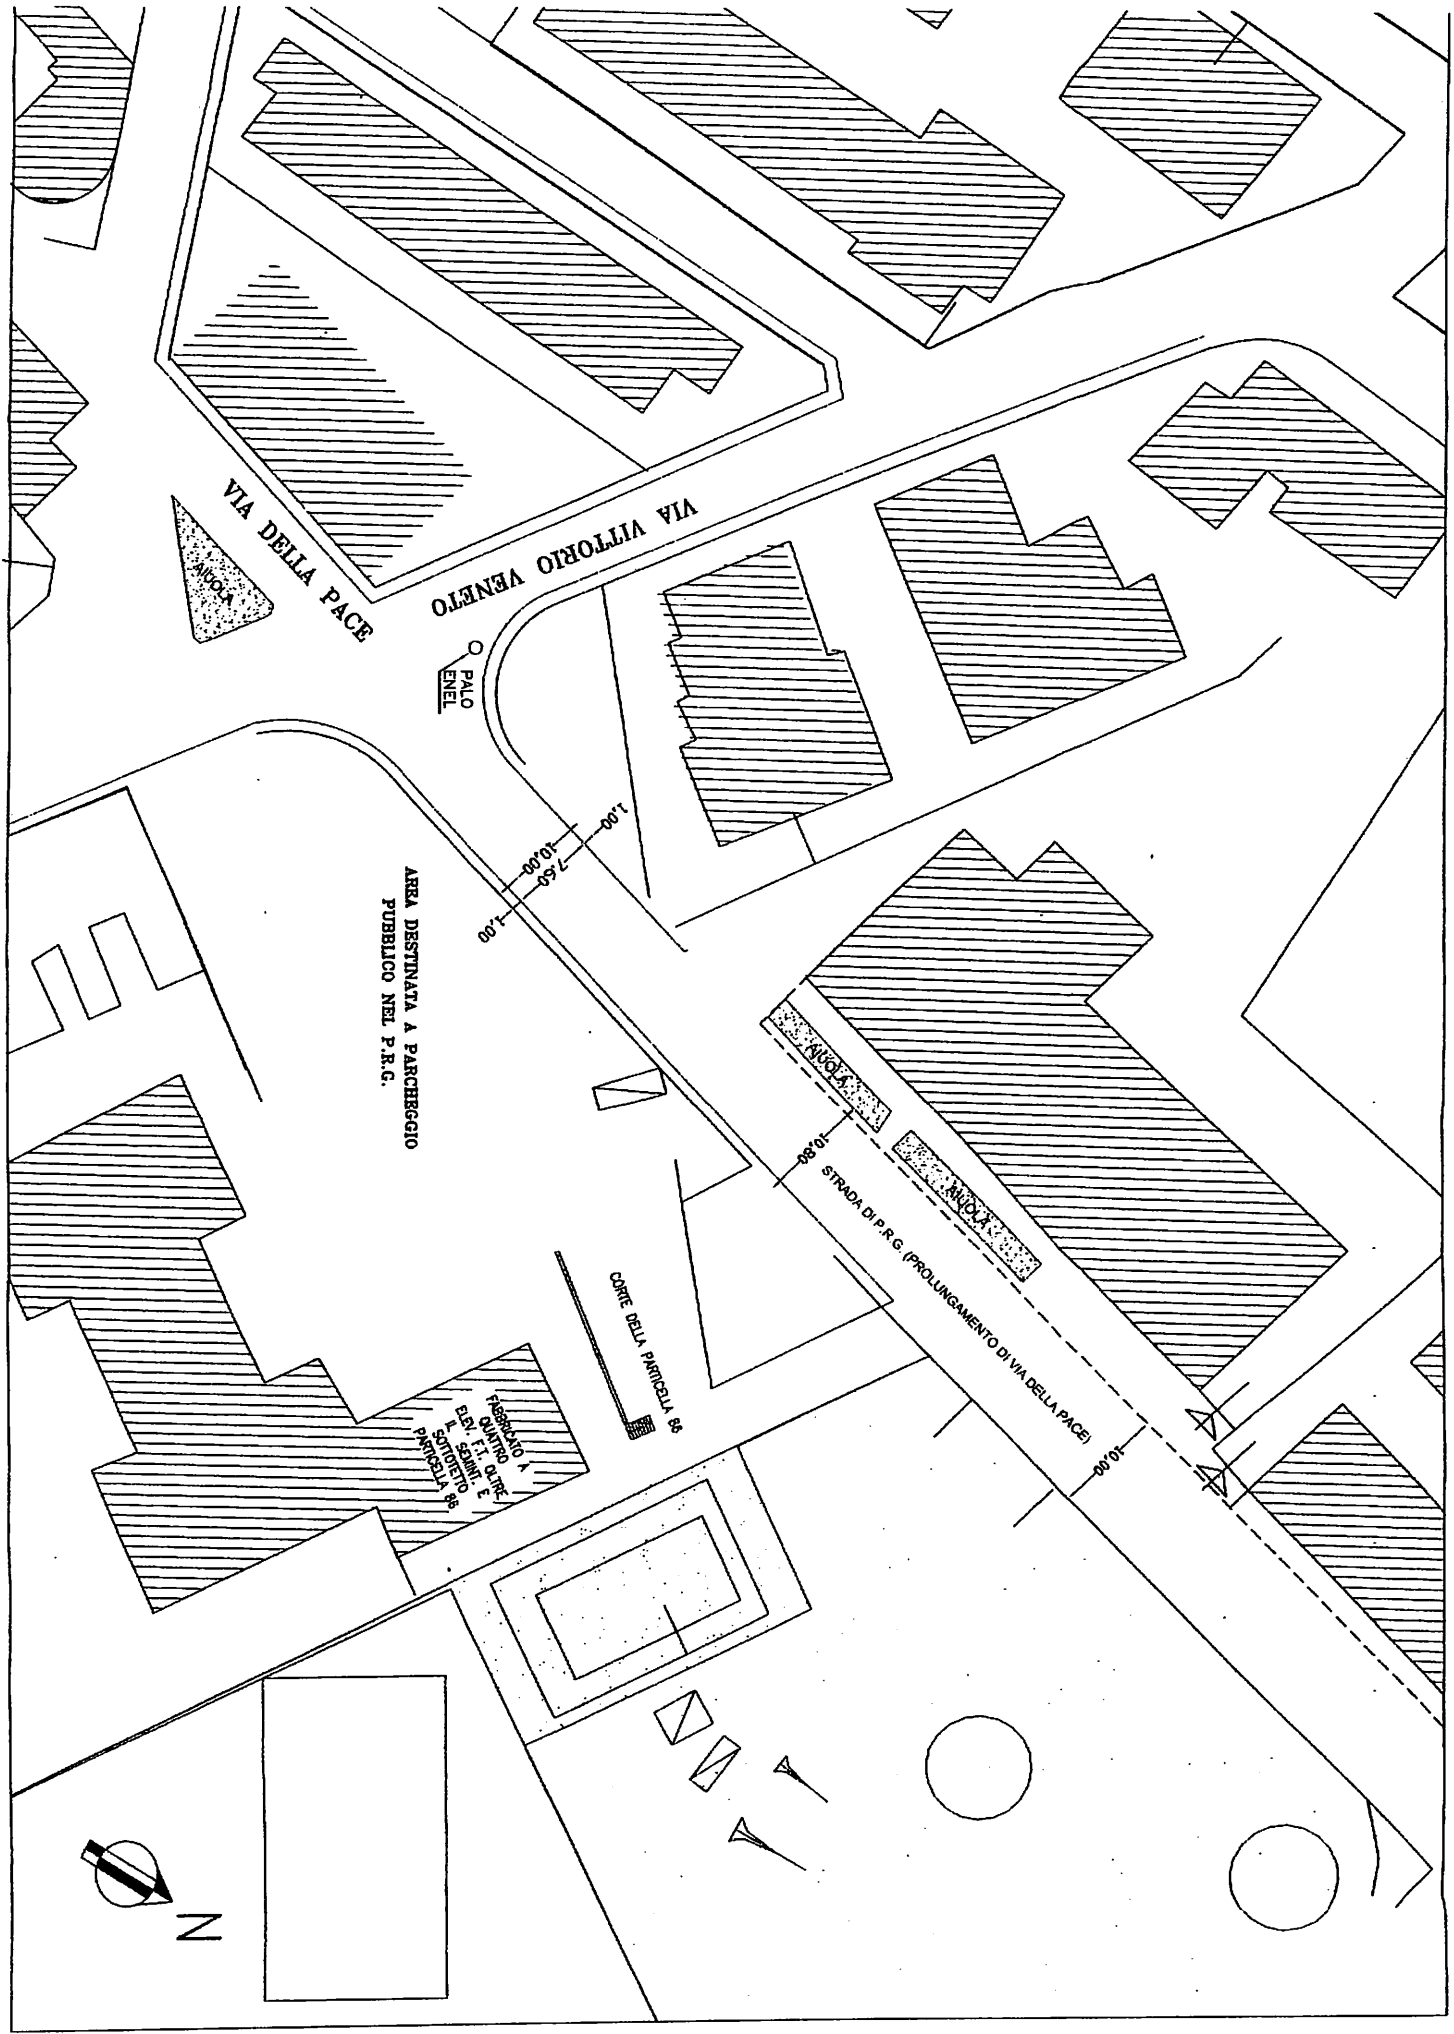 VIA DELLA PACE
VIA VITTORIO VENETO
AIUOLA
PALO
ENEL
1,00
10,00
7,60
1,00
AREA DESTINATA A PARCHEGGIO
PUBBLICO NEL P.R.G.
AIUOLA
AIUOLA
10,80
STRADA DI P.R.G. (PROLUNGAMENTO DI VIA DELLA PACE)
10,00
CORTE DELLA PARTICELLA 86
FABBRICATO A
QUATTRO
ELEV. F.T. OLTRE
IL SEMINT. E
SOTTOTETTO
PARTICELLA 86
N